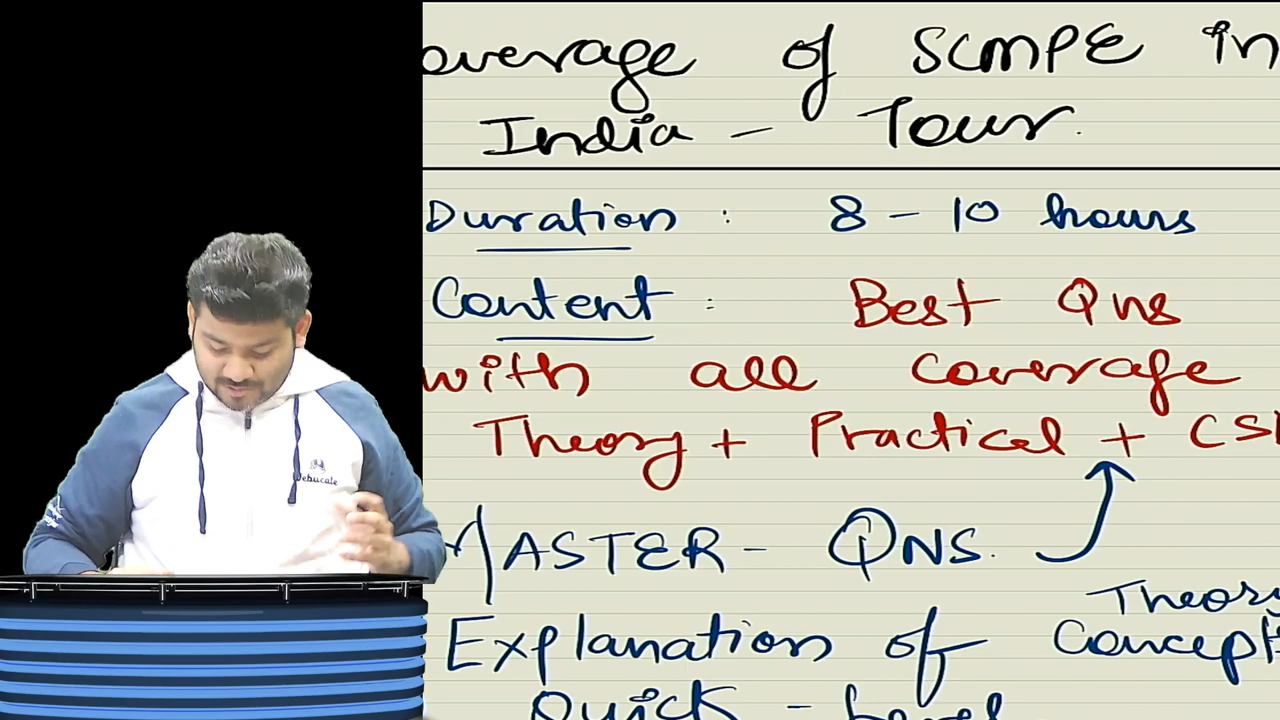 overage of SCMPE in
India - Tour.
Duration : 8 - 10 hours
Content : Best Qns
with all coverage
Theory + Practical + CS
MASTER - QNS.
Theory
Explanation of Concept
Quick - level
ebucate